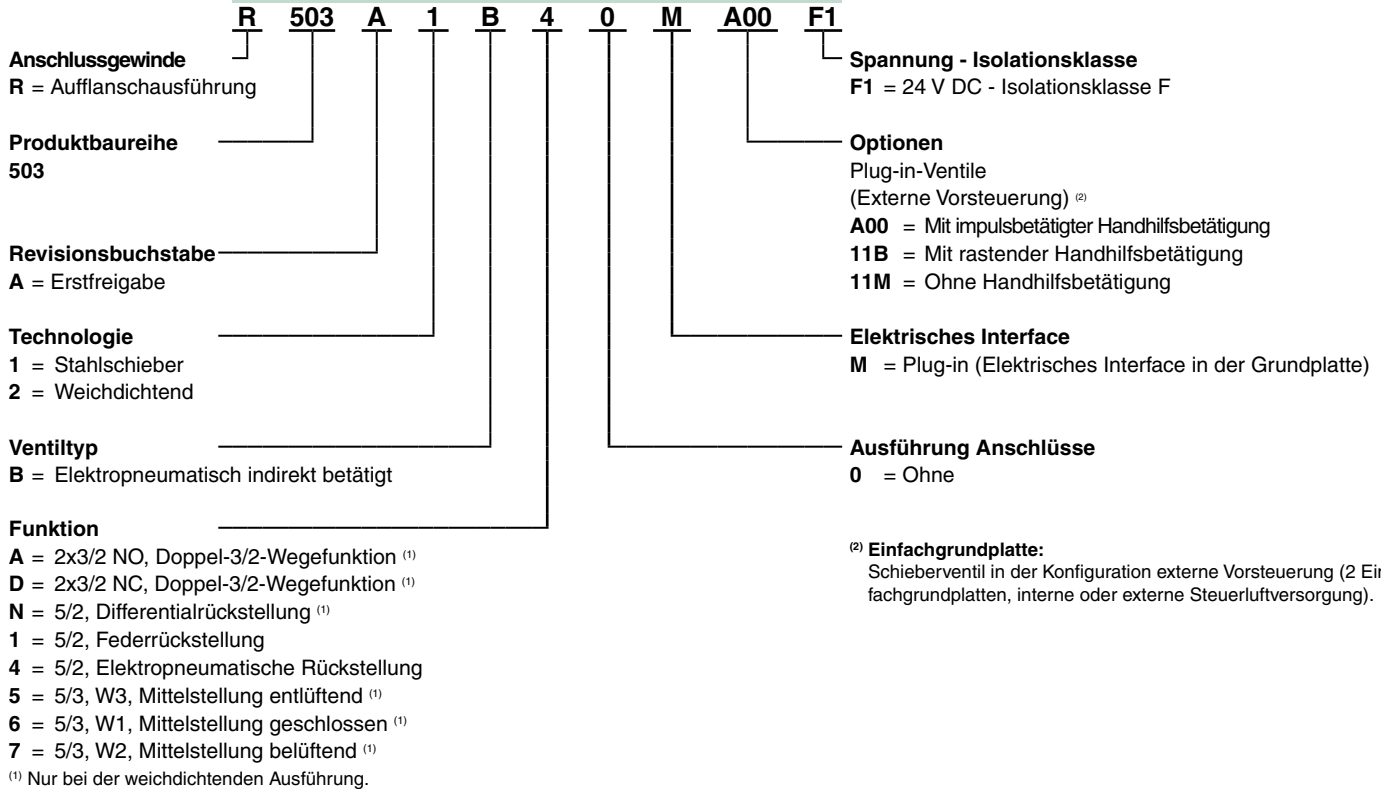 R 503 A 1 B 4 0 M A00 F1
Anschlussgewinde
R = Aufflanschausführung
Produktbaureihe
503
Revisionsbuchstabe
A = Erstfreigabe
Technologie
1 = Stahlschieber
2 = Weichdichtend
Ventiltyp
B = Elektropneumatisch indirekt betätigt
Funktion
A = 2x3/2 NO, Doppel-3/2-Wegefunktion (1)
D = 2x3/2 NC, Doppel-3/2-Wegefunktion (1)
N = 5/2, Differentialrückstellung (1)
1 = 5/2, Federrückstellung
4 = 5/2, Elektropneumatische Rückstellung
5 = 5/3, W3, Mittelstellung entlüftend (1)
6 = 5/3, W1, Mittelstellung geschlossen (1)
7 = 5/3, W2, Mittelstellung belüftend (1)
(1) Nur bei der weichdichtenden Ausführung.
Spannung - Isolationsklasse
F1 = 24 V DC - Isolationsklasse F
Optionen
Plug-in-Ventile
(Externe Vorsteuerung) (2)
A00 = Mit impulsbetätigter Handhilfsbetätigung
11B = Mit rastender Handhilfsbetätigung
11M = Ohne Handhilfsbetätigung
Elektrisches Interface
M = Plug-in (Elektrisches Interface in der Grundplatte)
Ausführung Anschlüsse
0 = Ohne
(2) Einfachgrundplatte:
Schieberventil in der Konfiguration externe Vorsteuerung (2
fachgrundplatten, interne oder externe Steuerluftversorgung).